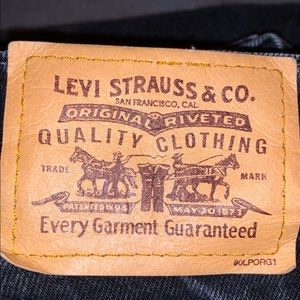 LEVI STRAUSS & CO.
SAN FRANCISCO, CAL.
ORIGINAL RIVETED
QUALITY CLOTHING
TRADE MARK
PATENTED IN U.S. MAY 20 1873
Every Garment Guaranteed
90LPORG1